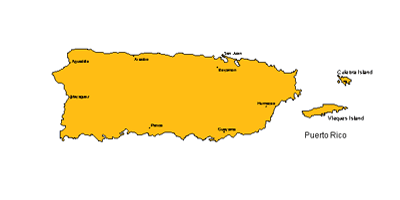 San Juan
Arecibo
Aguadilla
Bayamon
Culebra Island
Mayaguez
Humacao
Vieques Island
Ponce
Guayama
Puerto Rico